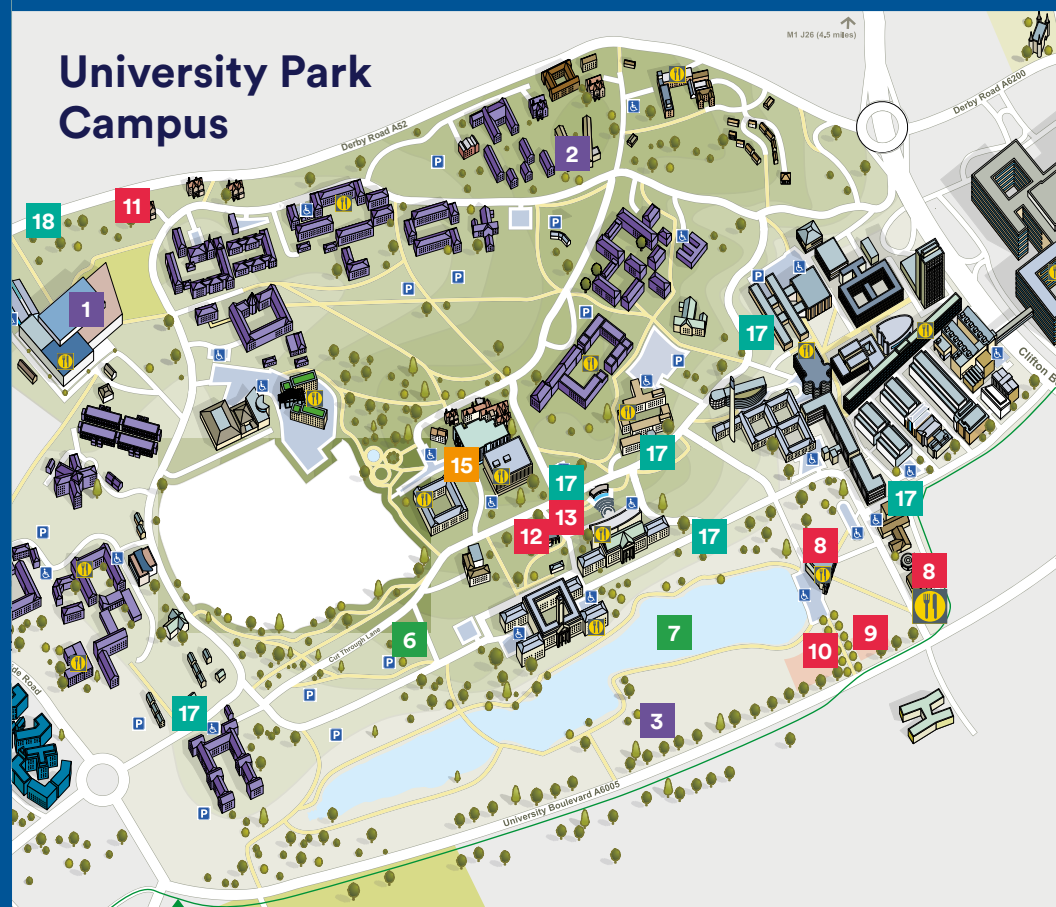 University Park
Campus
M1 J26 (4.5 miles)
Derby Road A52
Derby Road A6200
P
2
11
18
1
P
P
P
P
P
P
17
Clifton B
15
17
17
13
12
17
17
8
8
P
Cut Through Lane
P
6
7
9
10
3
de Road
17
P
P
P
P
University Boulevard A6005